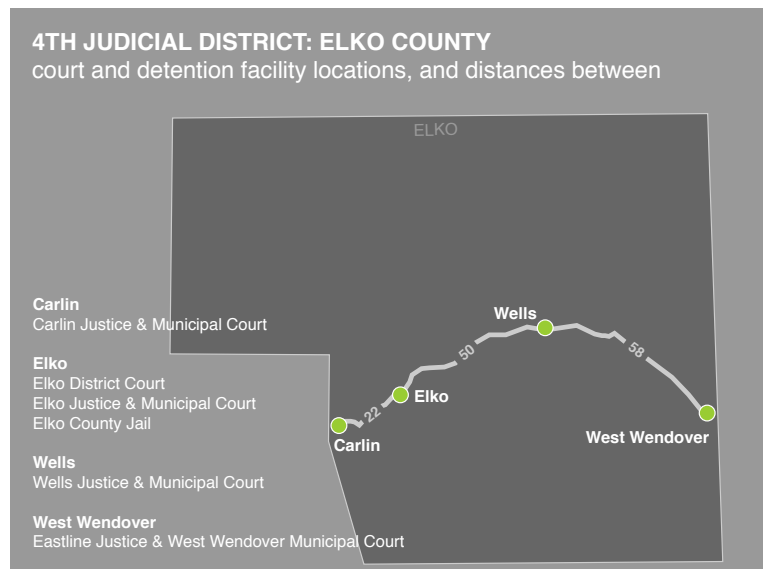 4TH JUDICIAL DISTRICT: ELKO COUNTY
court and detention facility locations, and distances between
ELKO
Carlin
Carlin Justice & Municipal Court
Elko
Elko District Court
Elko Justice & Municipal Court
Elko County Jail
Wells
Wells Justice & Municipal Court
West Wendover
Eastline Justice & West Wendover Municipal Court
Wells
50
58
Elko
22
Carlin
West Wendover